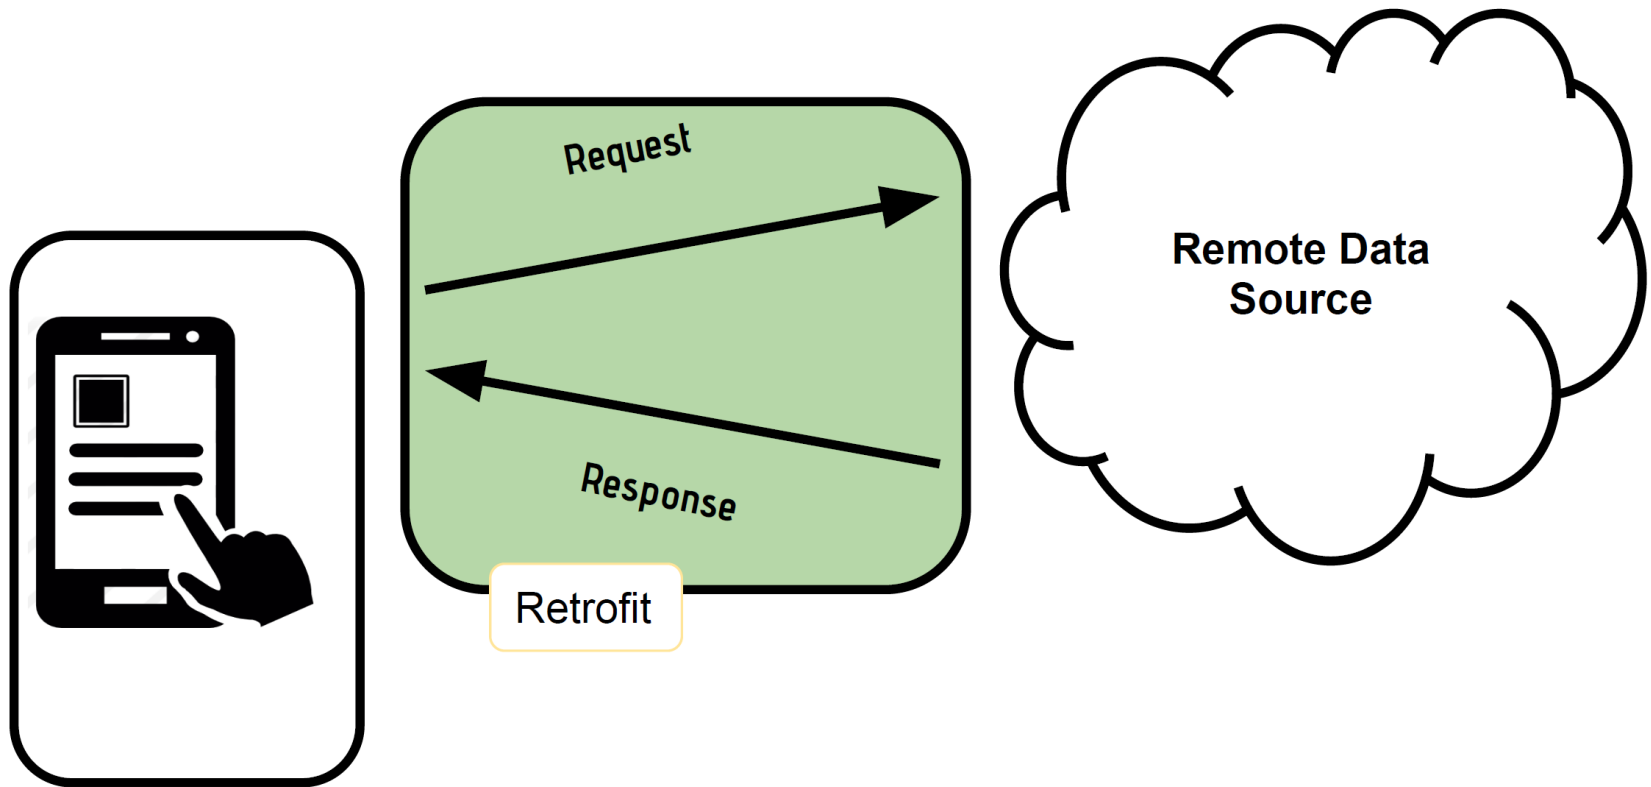 Request
Remote Data
Source
Response
Retrofit